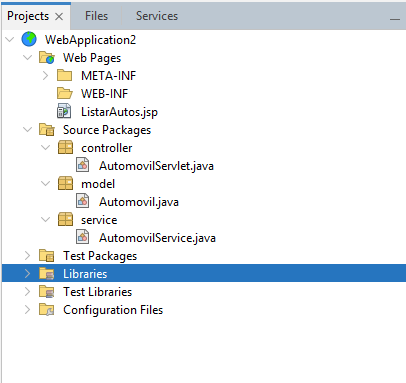 Projects Files Services
WebApplication2
Web Pages
META-INF
WEB-INF
ListarAutos.jsp
Source Packages
controller
AutomovilServlet.java
model
Automovil.java
service
AutomovilService.java
Test Packages
Libraries
Test Libraries
Configuration Files